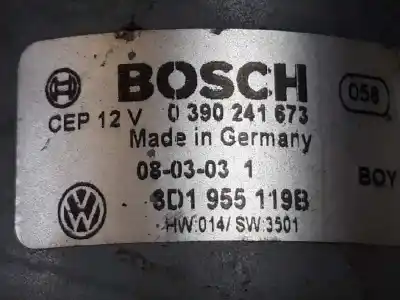 BOSCH
058
CEP 12 V 0 390 241 673
Made in Germany
08-03-03 1
BOY
3D1 955 119B
HW:014/ SW:3501